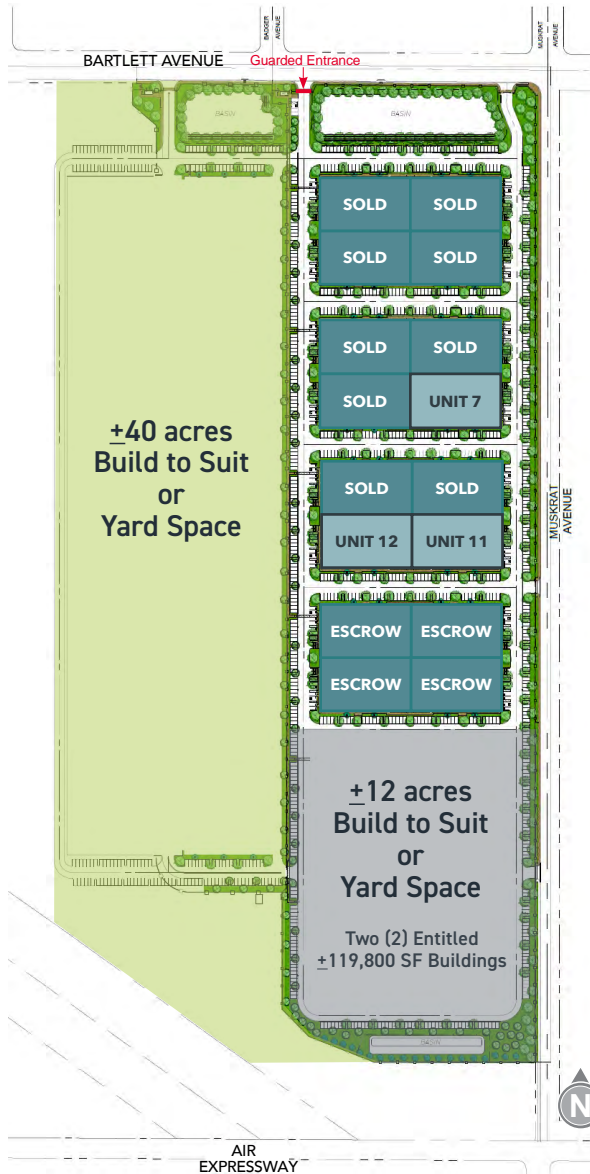 BADGER
AVENUE
MUSKRAT
AVENUE
BARTLETT AVENUE
Guarded Entrance
BASIN
BASIN
SOLD
SOLD
SOLD
SOLD
SOLD
SOLD
SOLD
UNIT 7
±40 acres
Build to Suit
or
Yard Space
SOLD
SOLD
UNIT 12
UNIT 11
MUSKRAT
AVENUE
ESCROW
ESCROW
ESCROW
ESCROW
±12 acres
Build to Suit
or
Yard Space
Two (2) Entitled
±119,800 SF Buildings
BASIN
N
AIR
EXPRESSWAY